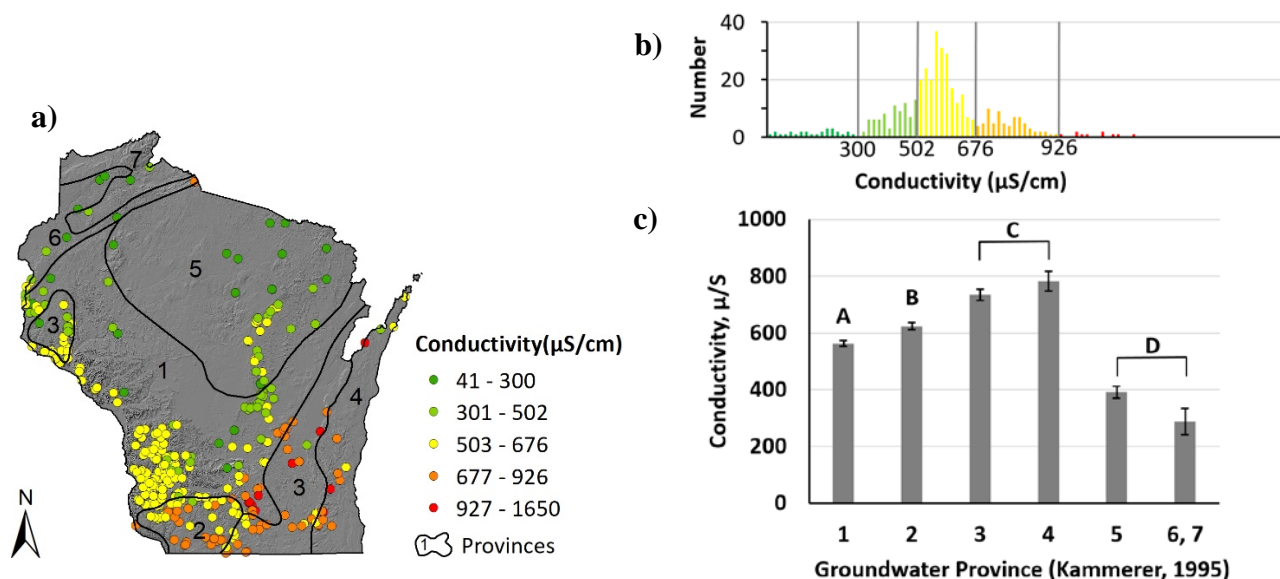 a)
7
6
5
3
1
4
3
2
N
Conductivity(µS/cm)
41 - 300
301 - 502
503 - 676
677 - 926
927 - 1650
1 Provinces
b)
Number
40
20
0
300 502 676 926
Conductivity (µS/cm)
c)
Conductivity, µ/S
1000
800
600
400
200
0
A
B
C
D
1 2 3 4 5 6, 7
Groundwater Province (Kammerer, 1995)